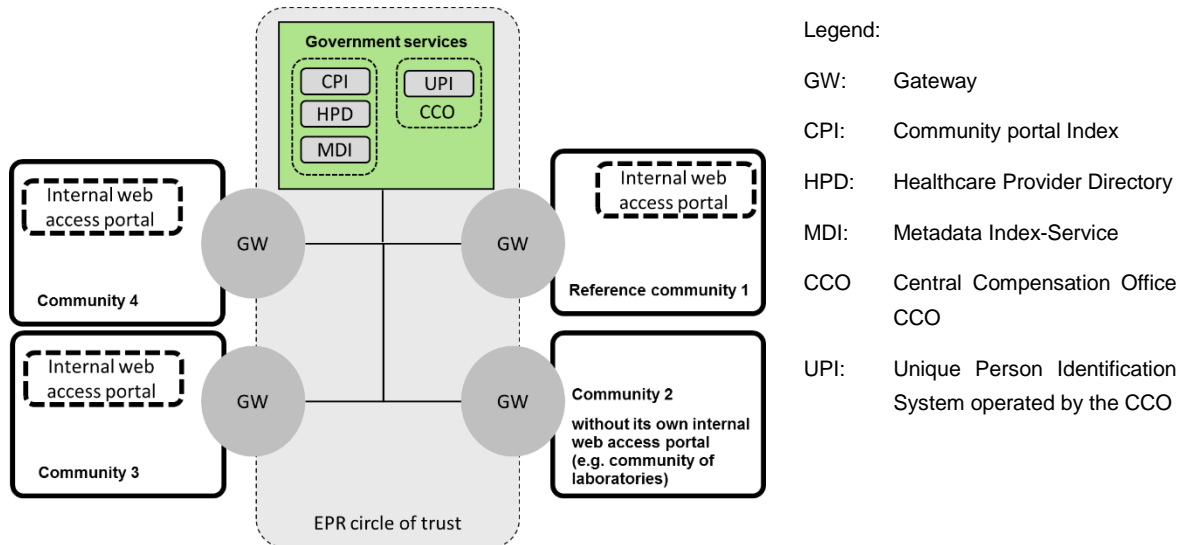 Government services
CPI
HPD
MDI
UPI
CCO
Internal web
access portal
Community 4
GW
GW
Internal web
access portal
Reference community 1
Internal web
access portal
Community 3
GW
GW
Community 2
without its own internal
web access portal
(e.g. community of
laboratories)
EPR circle of trust
Legend:
GW: Gateway
CPI: Community portal Index
HPD: Healthcare Provider Directory
MDI: Metadata Index-Service
CCO Central Compensation Office
CCO
UPI: Unique Person Identification
System operated by the CCO